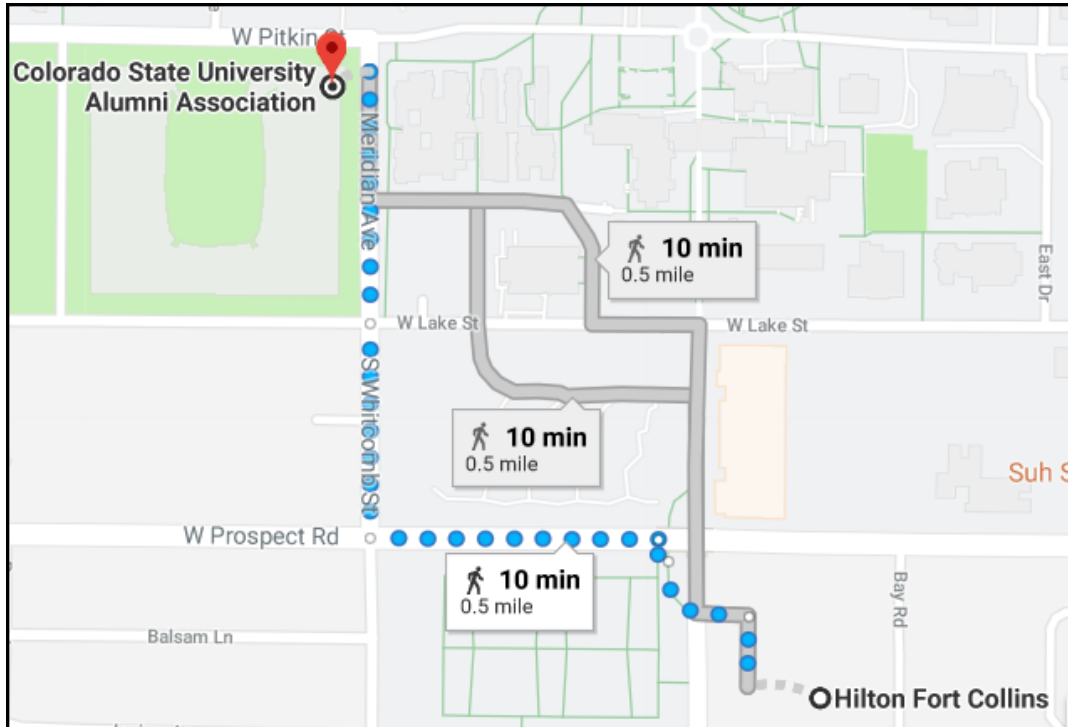 W Pitkin St
Colorado State University
Alumni Association
Meridian Ave
10 min
0.5 mile
East Dr
W Lake St
W Lake St
S Whitcomb St
10 min
0.5 mile
Suh S
W Prospect Rd
10 min
0.5 mile
Bay Rd
Balsam Ln
Hilton Fort Collins